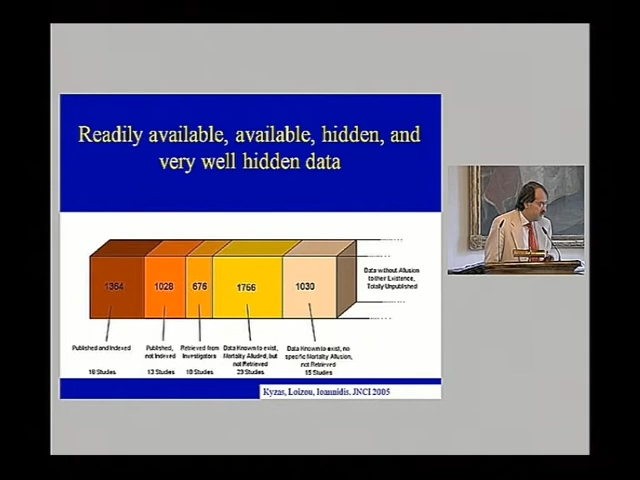 Readily available, available, hidden, and
very well hidden data
1364
1028
676
1766
1030
Data without Allusion
to their Existence,
Totally Unpublished
Published and Indexed
18 Studies
Published,
not Indexed
13 Studies
Retrieved from
Investigators
10 Studies
Data Known to exist,
Mortality Alluded, but
not Retrieved
23 Studies
Data Known to exist, no
specific Mortality Allusion,
not Retrieved
15 Studies
Kyzas, Loizou, Ioannidis. JNCI 2005